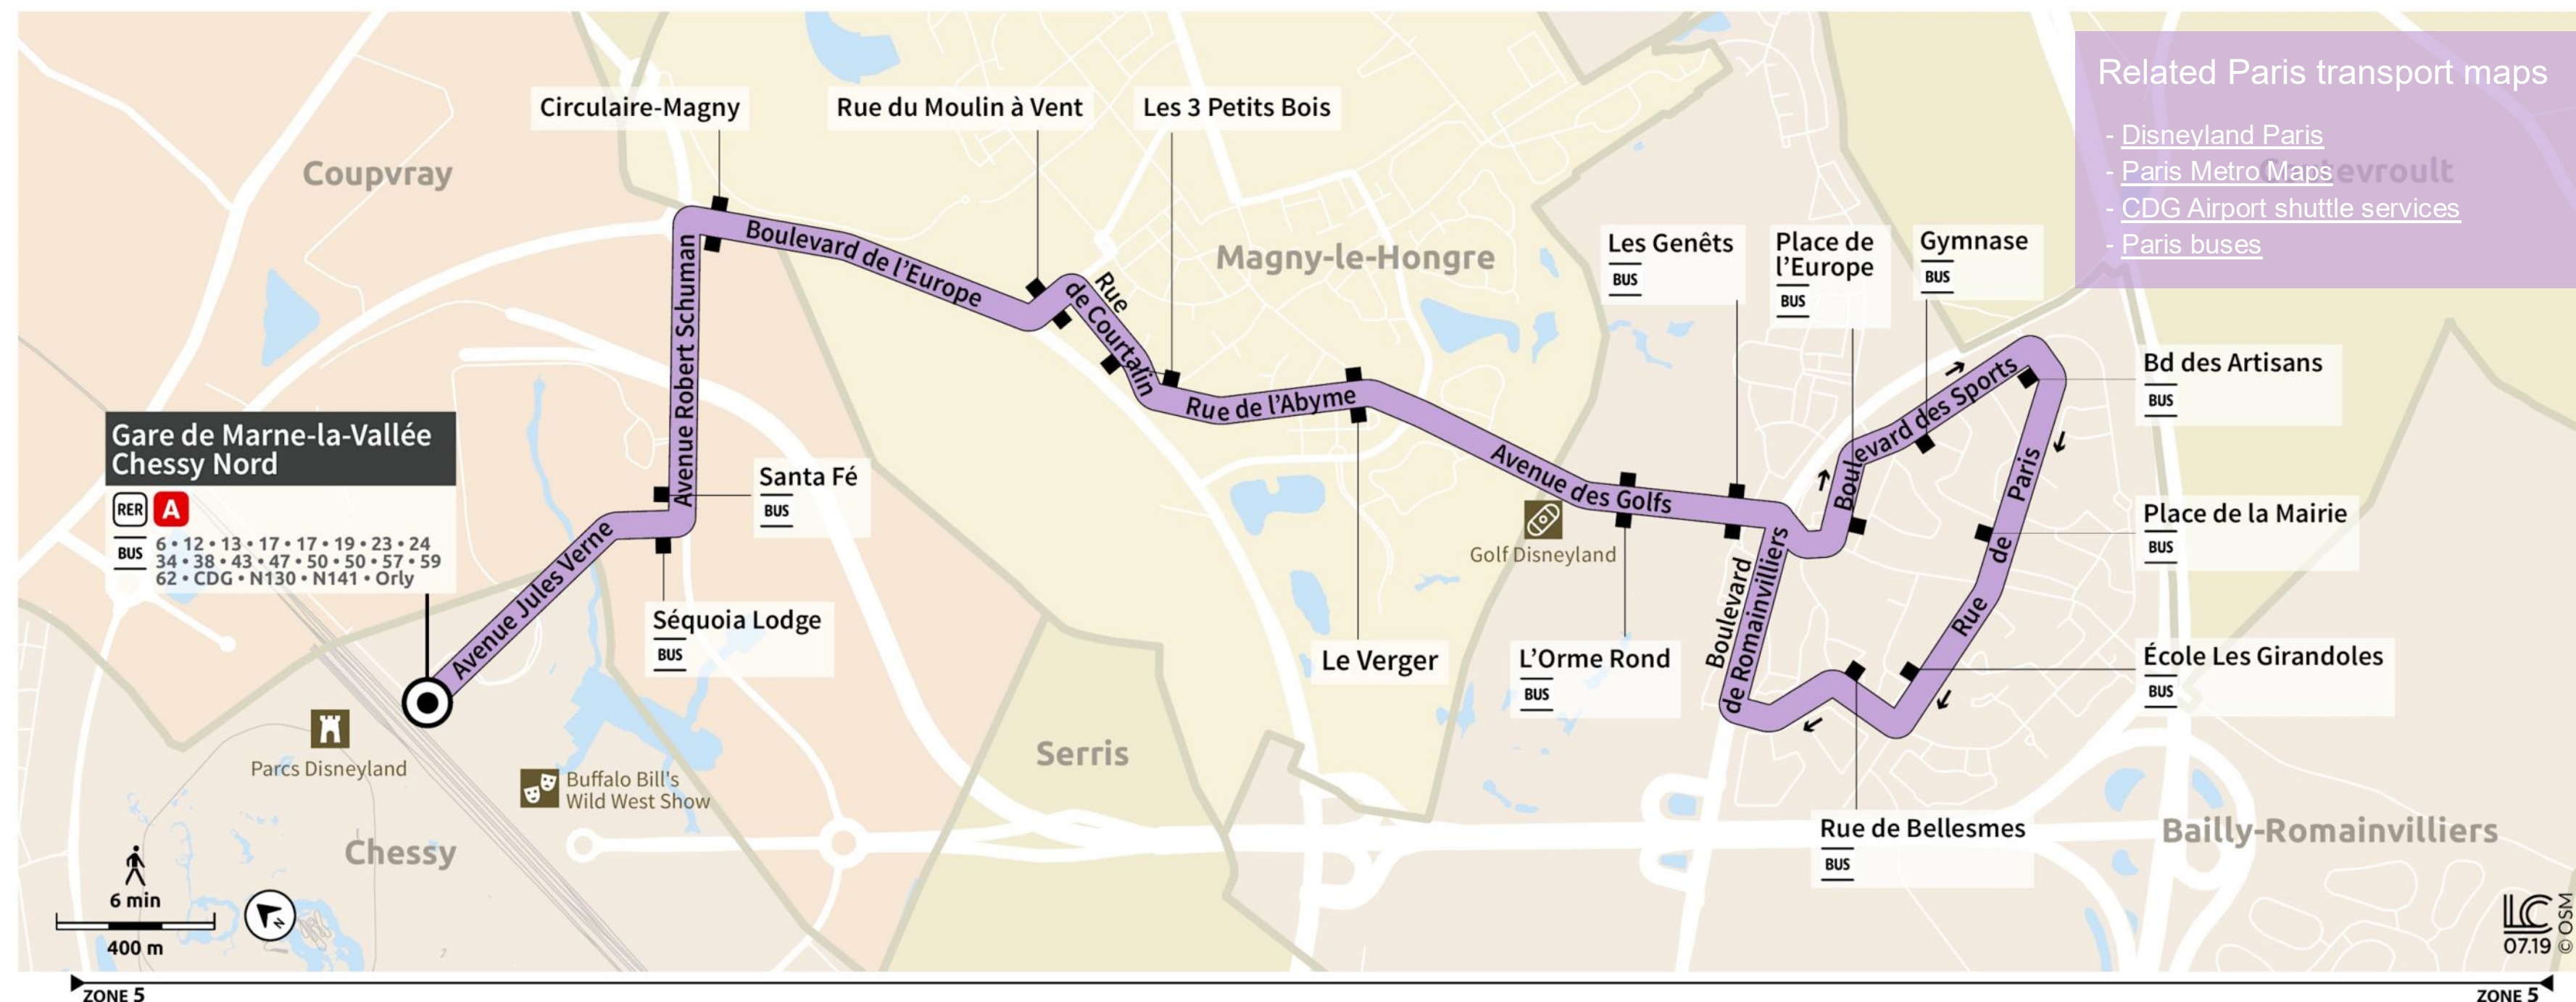 Related Paris transport maps
- Disneyland Paris
- Paris Metro Maps
- CDG Airport shuttle services
- Paris buses
Circulaire-Magny
Rue du Moulin à Vent
Les 3 Petits Bois
Coupvray
Magny-le-Hongre
Boulevard de l'Europe
Rue
de Courtalin
Rue de l'Abyme
Avenue Robert Schuman
Avenue des Golfs
Les Genêts
BUS
Place de
l'Europe
BUS
Gymnase
BUS
Boulevard des Sports
Bd des Artisans
BUS
Gare de Marne-la-Vallée
Chessy Nord
RER A
BUS
6 • 12 • 13 • 17 • 17 • 19 • 23 • 24
34 • 38 • 43 • 47 • 50 • 50 • 57 • 59
62 • CDG • N130 • N141 • Orly
Santa Fé
BUS
Avenue Jules Verne
Séquoia Lodge
BUS
Golf Disneyland
Le Verger
L'Orme Rond
BUS
Boulevard
de Romainvilliers
Rue de Paris
Place de la Mairie
BUS
École Les Girandoles
BUS
Rue de Bellesmes
BUS
Parcs Disneyland
Buffalo Bill's
Wild West Show
Serris
Chessy
Bailly-Romainvilliers
6 min
400 m
N
LC
07.19
© OSM
ZONE 5
ZONE 5